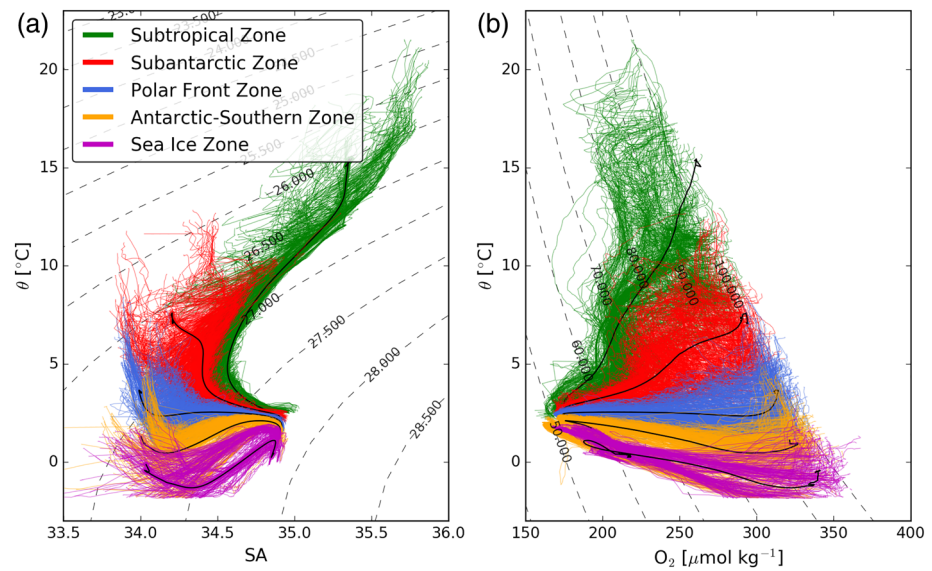 (a)
Subtropical Zone
Subantarctic Zone
Polar Front Zone
Antarctic-Southern Zone
Sea Ice Zone
24.000
25.000
25.500
26.000
26.500
27.000
27.500
28.000
28.500
θ [°C]
20
15
10
5
0
33.5 34.0 34.5 35.0 35.5 36.0
SA
(b)
θ [°C]
20
15
10
5
0
50.000
60.000
70.000
80.000
90.000
100.000
150 200 250 300 350 400
O₂ [μmol kg⁻¹]